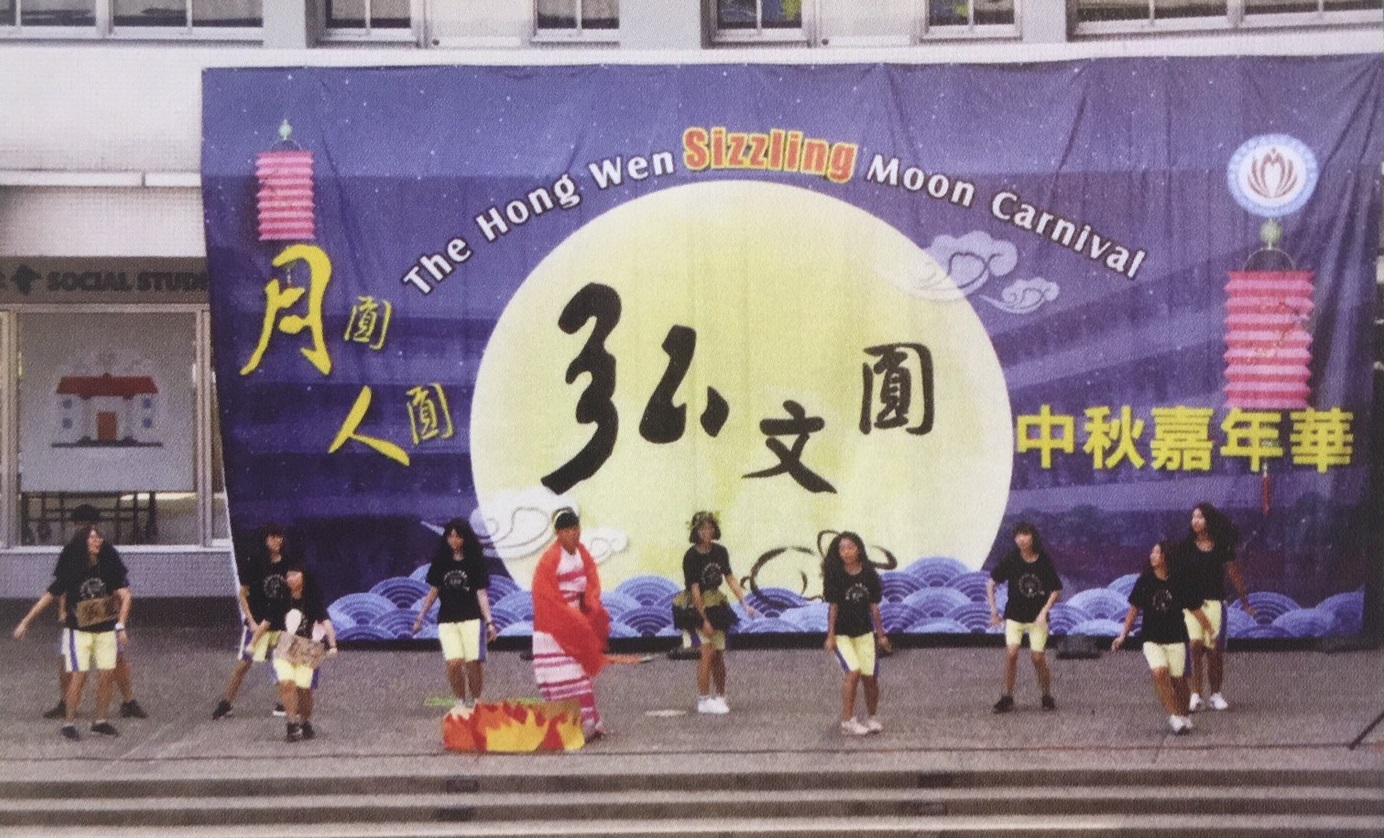 The Hong Wen Sizzling Moon Carnival
月圓
人圓
弘文圓
中秋嘉年華
SOCIAL STUDI